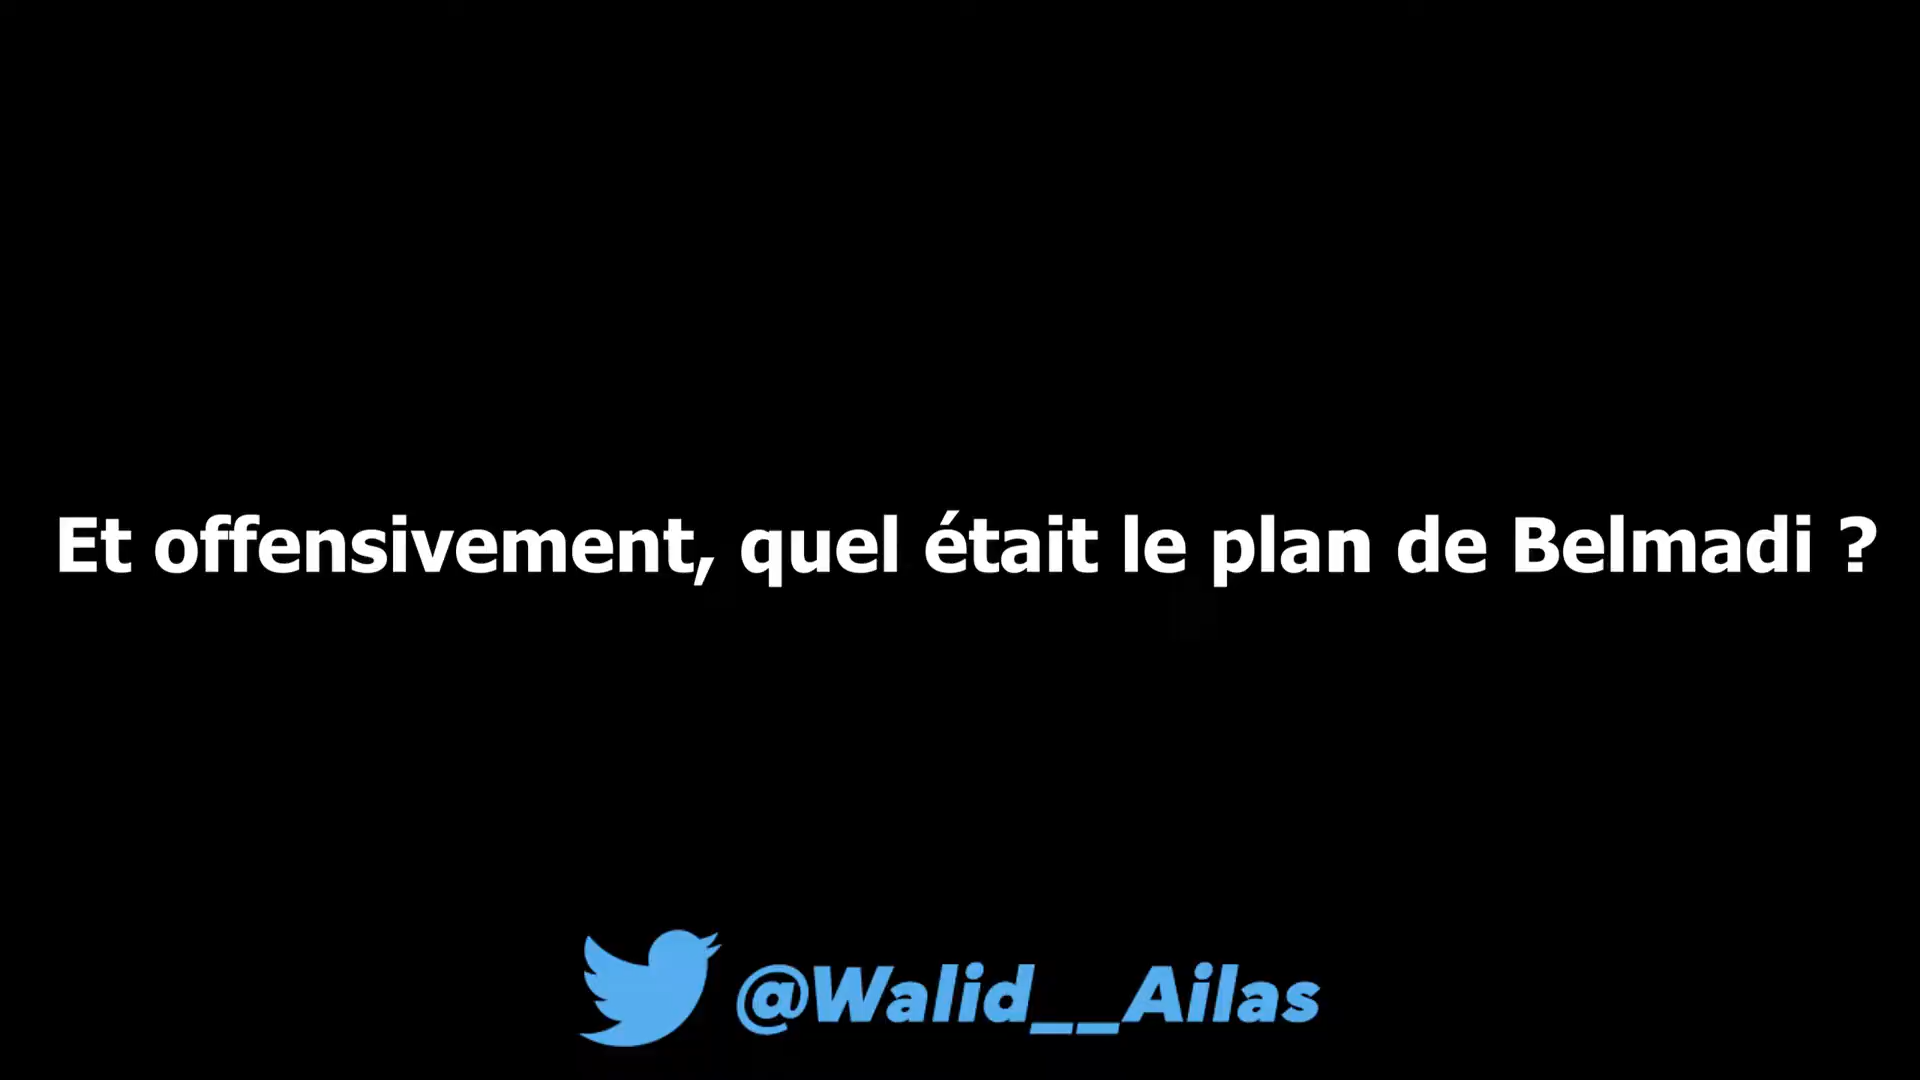 Et offensivement, quel était le plan de Belmadi ?
@Walid__Ailas